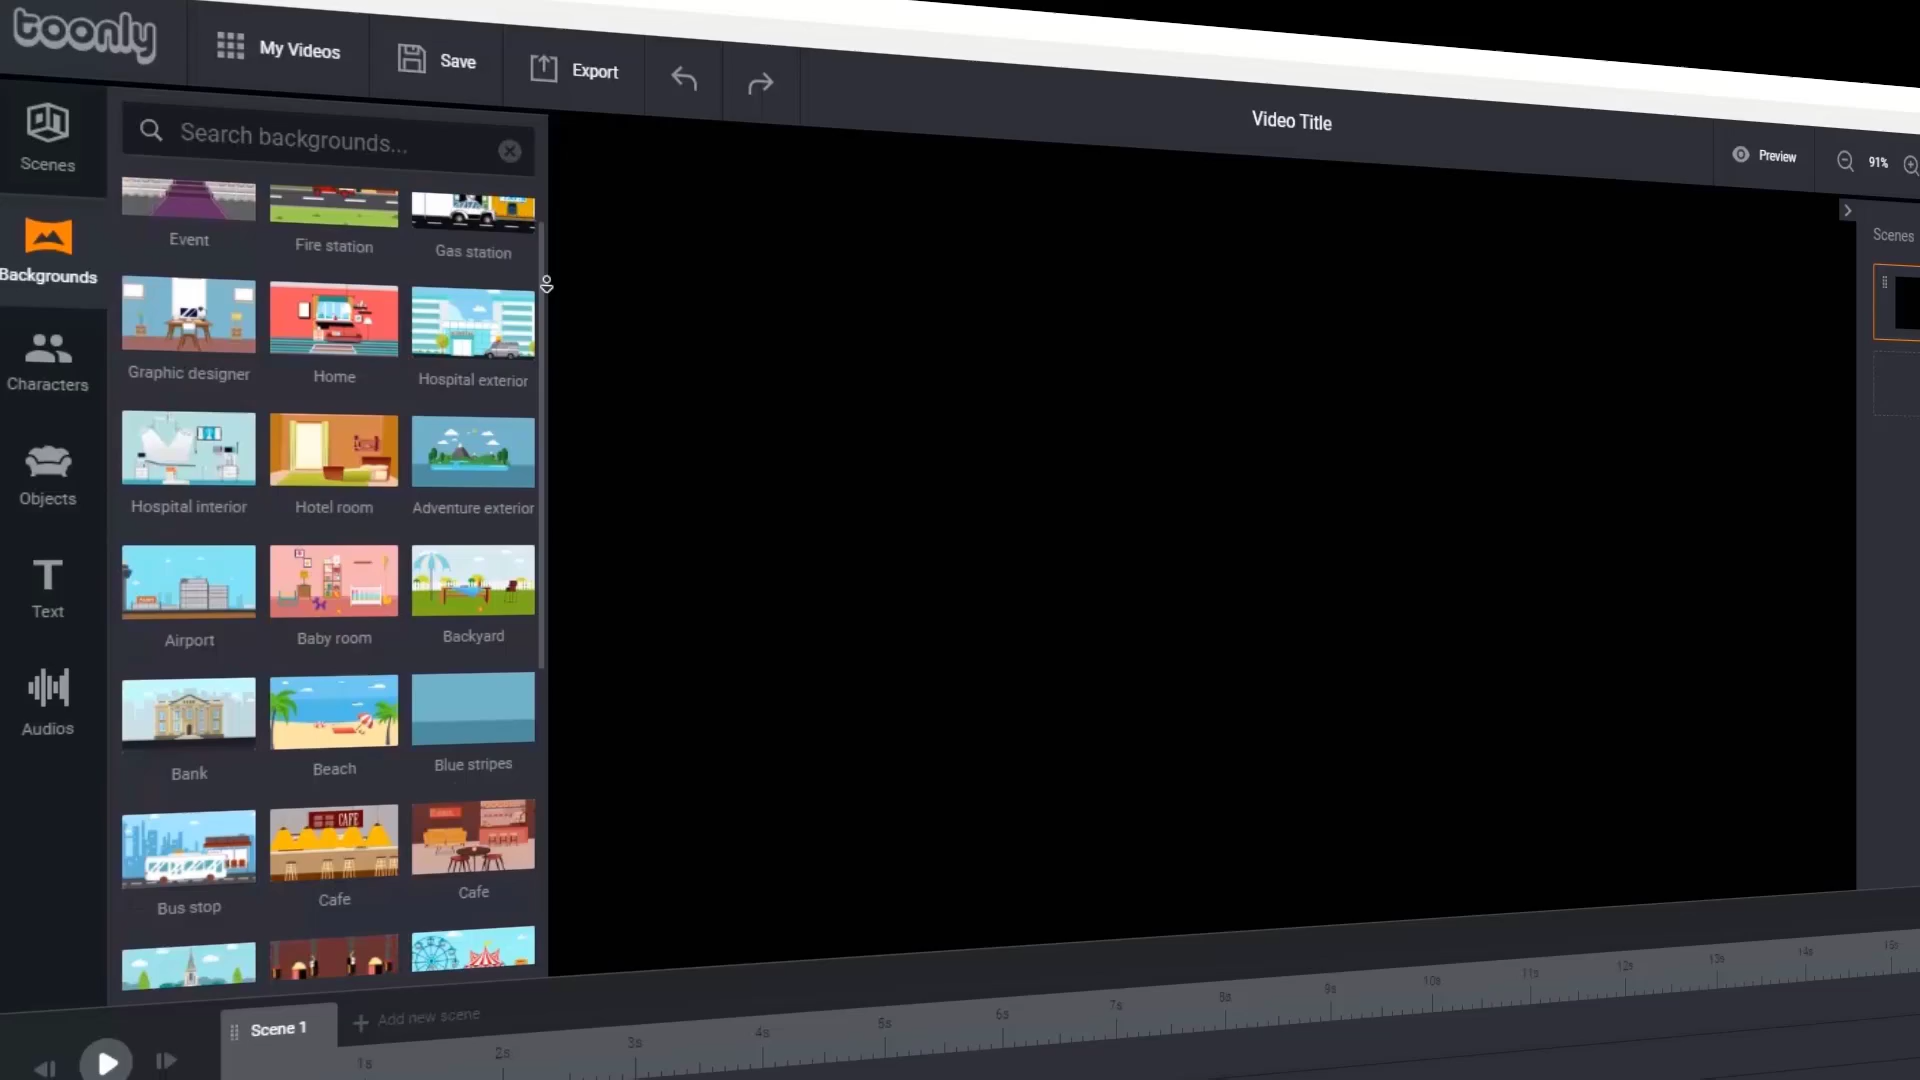 toonly
My Videos
Save
Export
Video Title
Preview
91%
Scenes
Backgrounds
Characters
Objects
Text
Audios
Search backgrounds...
Event
Fire station
Gas station
Graphic designer
Home
Hospital exterior
Hospital interior
Hotel room
Adventure exterior
Airport
Baby room
Backyard
Bank
Beach
Blue stripes
CAFE
Bus stop
Cafe
Cafe
Scenes
Scene 1
Add new scene
1s
2s
3s
4s
5s
6s
7s
8s
9s
10s
11s
12s
13s
14s
15s